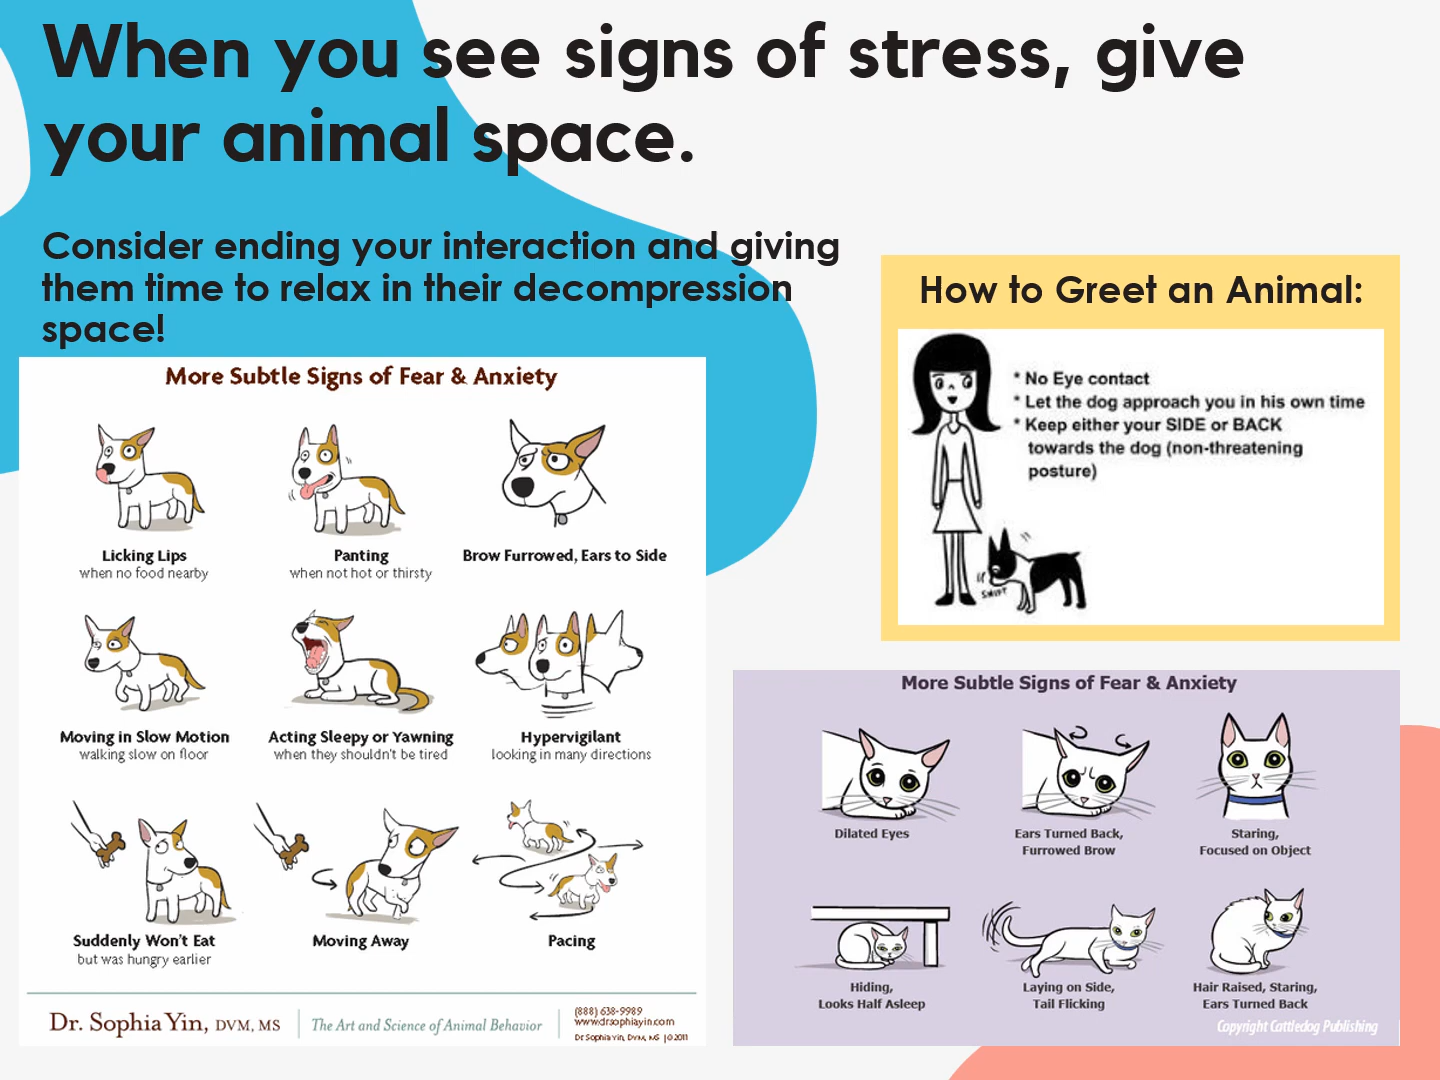 When you see signs of stress, give
your animal space.
Consider ending your interaction and giving
them time to relax in their decompression
space!
More Subtle Signs of Fear & Anxiety
Licking Lips
when no food nearby
Panting
when not hot or thirsty
Brow Furrowed, Ears to Side
Moving in Slow Motion
walking slow on floor
Acting Sleepy or Yawning
when they shouldn't be tired
Hypervigilant
looking in many directions
Suddenly Won't Eat
but was hungry earlier
Moving Away
Pacing
Dr. Sophia Yin, DVM, MS
The Art and Science of Animal Behavior
(888) 638-9989
www.drsophiayin.com
Dr Sophia Yin, DVM, MS |©2011
How to Greet an Animal:
* No Eye contact
* Let the dog approach you in his own time
* Keep either your SIDE or BACK
towards the dog (non-threatening
posture)
SNIFF
More Subtle Signs of Fear & Anxiety
Dilated Eyes
Ears Turned Back,
Furrowed Brow
Staring,
Focused on Object
Hiding,
Looks Half Asleep
Laying on Side,
Tail Flicking
Hair Raised, Staring,
Ears Turned Back
Copyright Cattledog Publishing